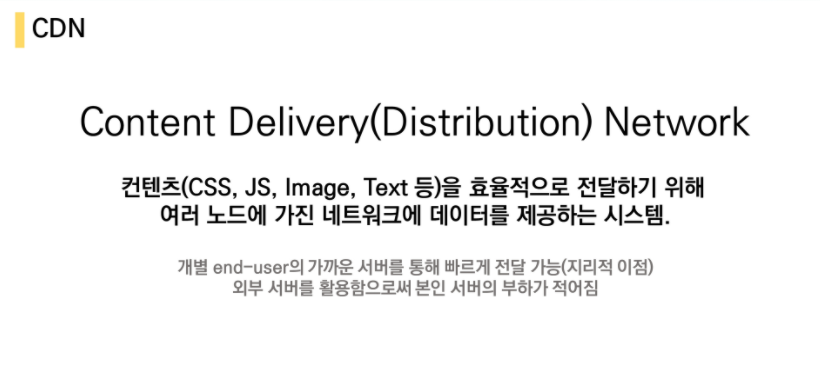 CDN
Content Delivery(Distribution) Network
컨텐츠(CSS, JS, Image, Text 등)을 효율적으로 전달하기 위해
여러 노드에 가진 네트워크에 데이터를 제공하는 시스템.
개별 end-user의 가까운 서버를 통해 빠르게 전달 가능(지리적 이점)
외부 서버를 활용함으로써 본인 서버의 부하가 적어짐